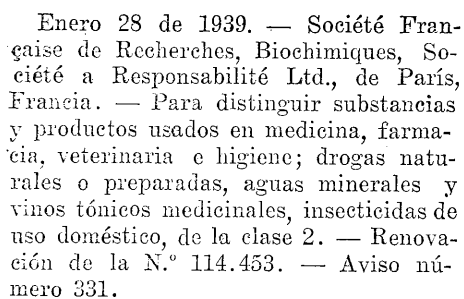 Enero 28 de 1939. — Société Fran-
çaise de Recherches, Biochimiques, So-
ciété a Responsabilité Ltd., de París,
Francia. — Para distinguir substancias
y productos usados en medicina, farma-
cia, veterinaria e higiene; drogas natu-
rales o preparadas, aguas minerales y
vinos tónicos medicinales, insecticidas de
uso doméstico, de la clase 2. — Renova-
ción de la N.º 114.453. — Aviso nú-
mero 331.